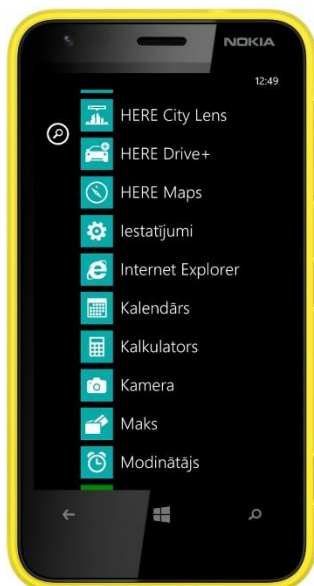 NOKIA
12:49
HERE City Lens
HERE Drive+
HERE Maps
Iestatījumi
Internet Explorer
Kalendārs
Kalkulators
Kamera
Maks
Modinātājs